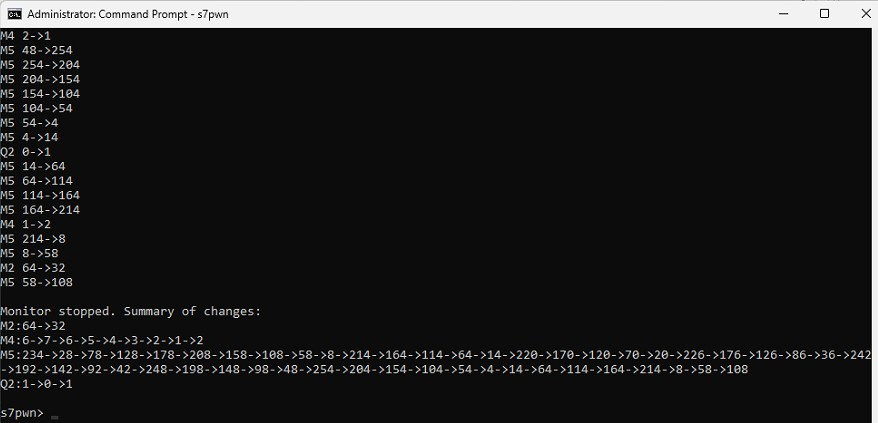 Administrator: Command Prompt - s7pwn
M4 2->1
M5 48->254
M5 254->204
M5 204->154
M5 154->104
M5 104->54
M5 54->4
M5 4->14
Q2 0->1
M5 14->64
M5 64->114
M5 114->164
M5 164->214
M4 1->2
M5 214->8
M5 8->58
M2 64->32
M5 58->108
Monitor stopped. Summary of changes:
M2:64->32
M4:6->7->6->5->4->3->2->1->2
M5:234->28->78->128->178->208->158->108->58->8->214->164->114->64->14->220->170->120->70->20->226->176->126->86->36->242
->192->142->92->42->248->198->148->98->48->254->204->154->104->54->4->14->64->114->164->214->8->58->108
Q2:1->0->1
s7pwn> _